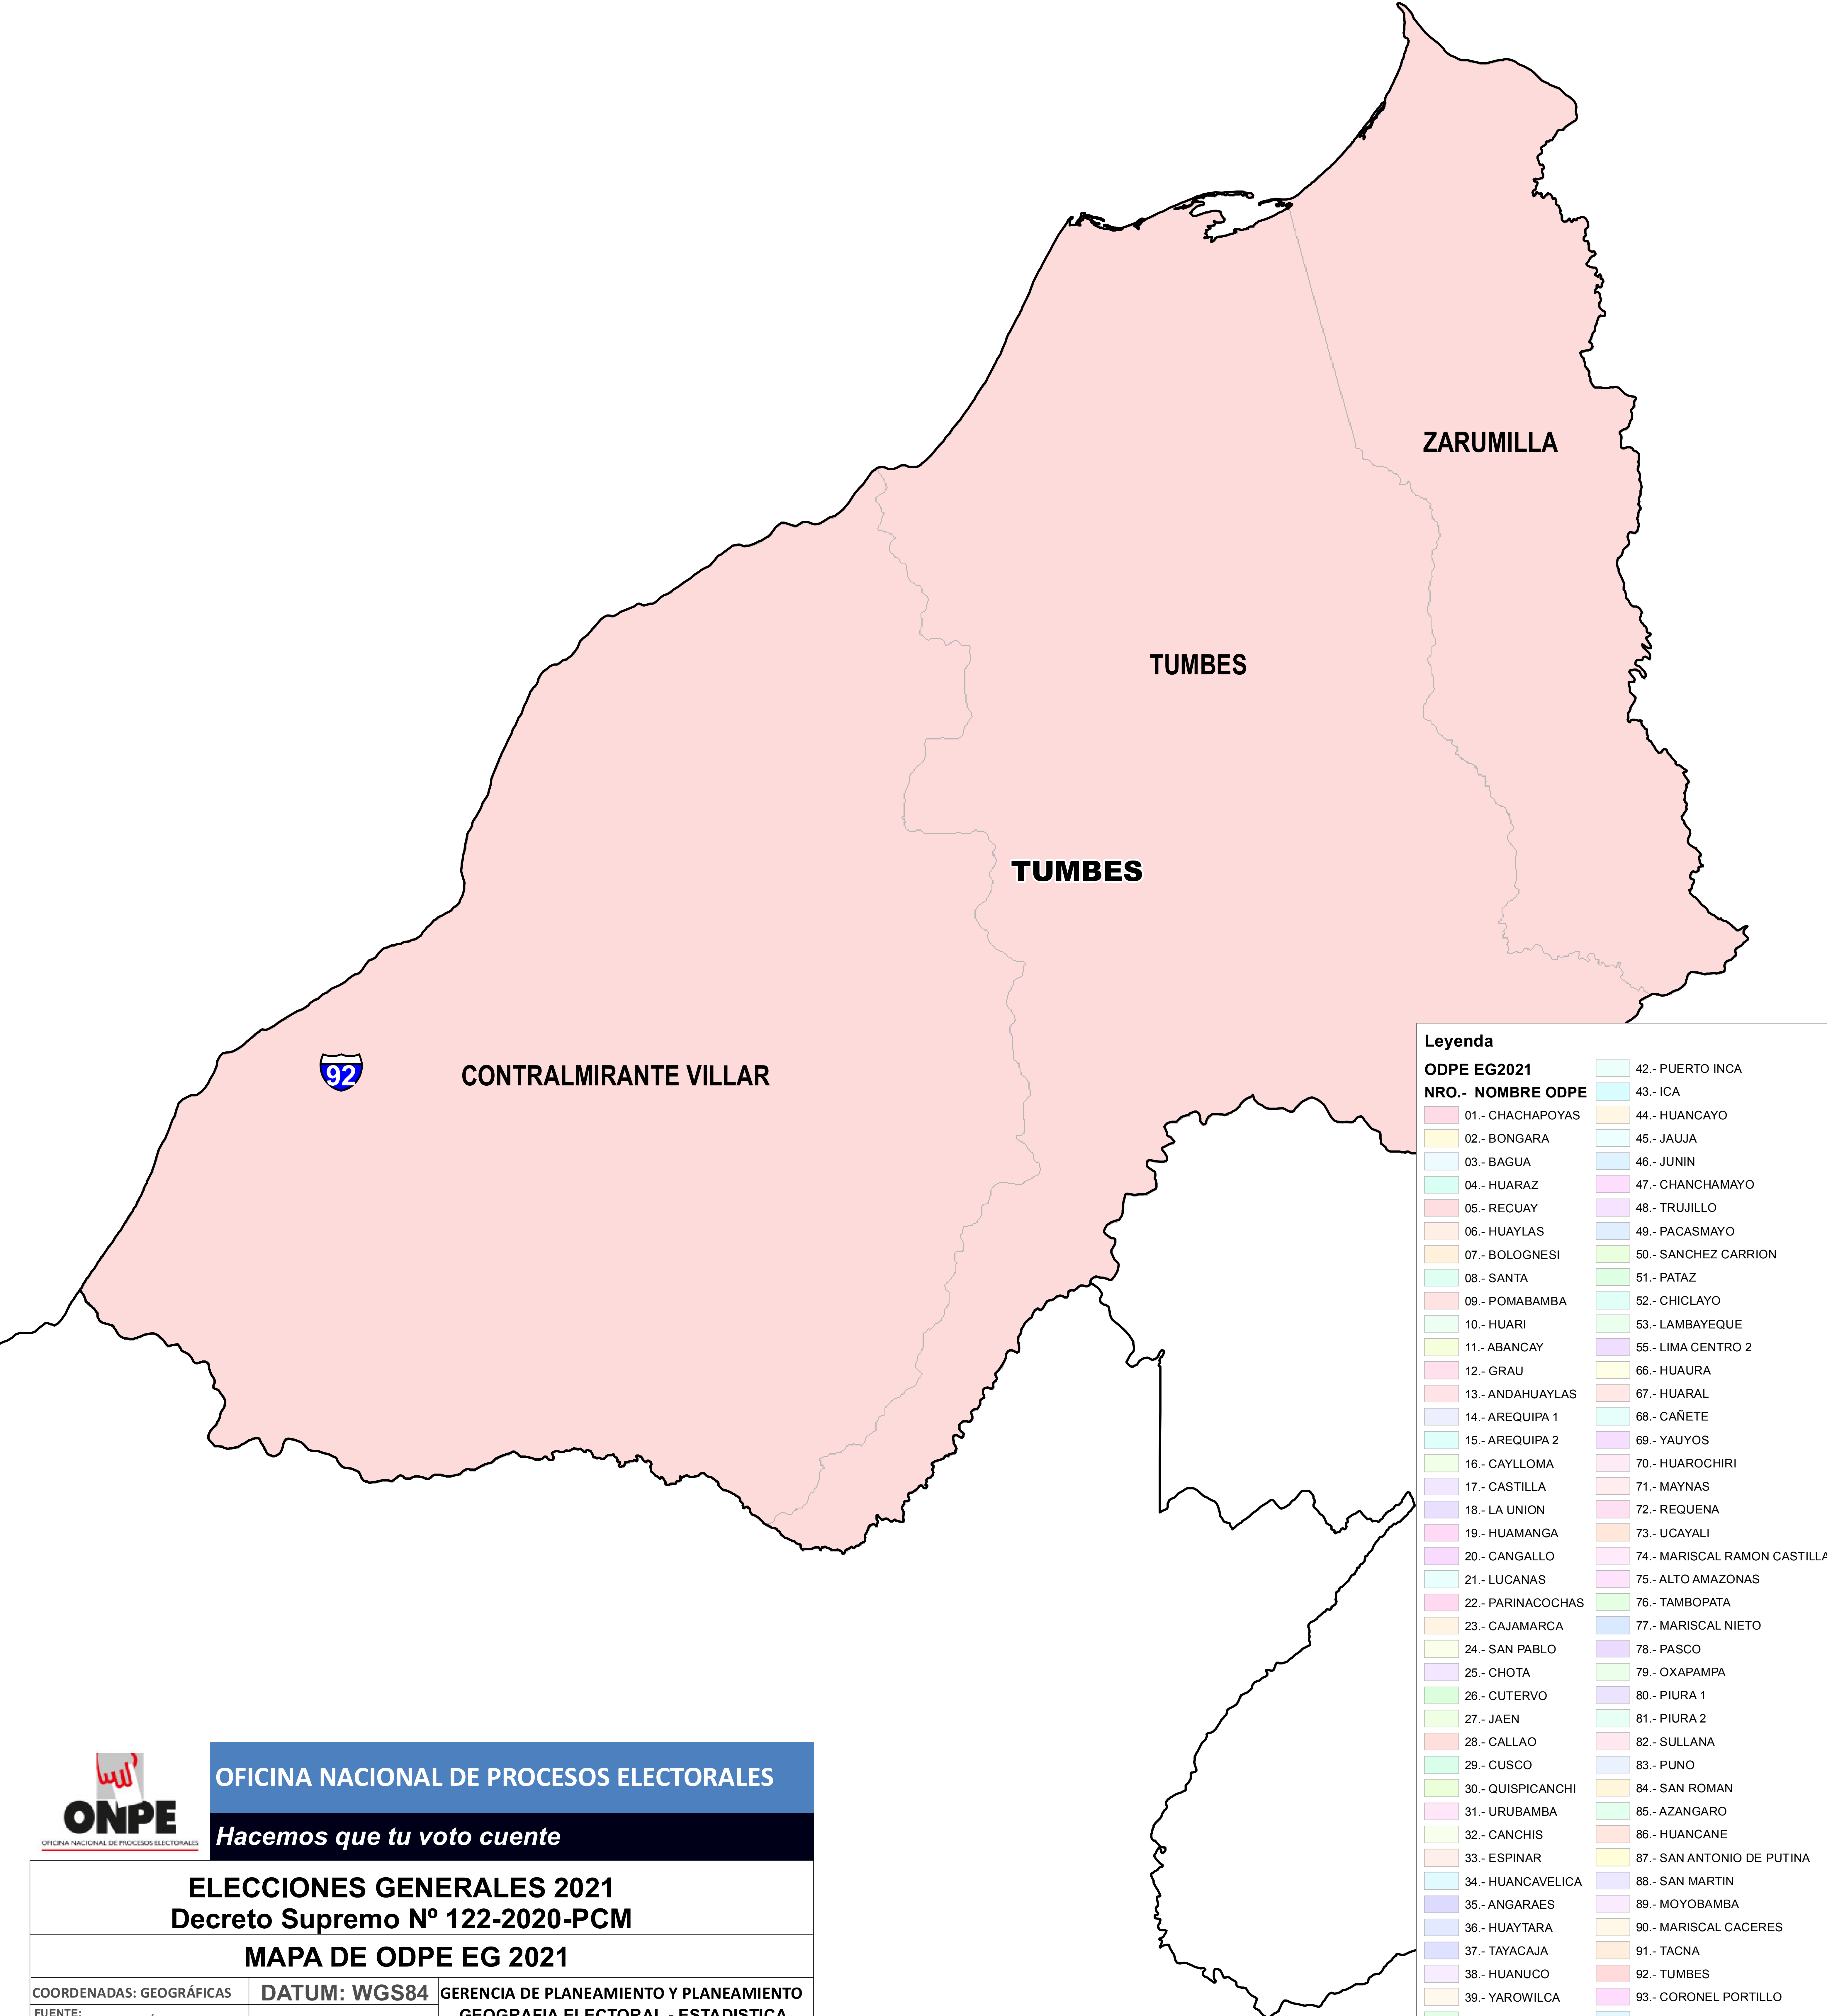 ZARUMILLA
TUMBES
TUMBES
92
CONTRALMIRANTE VILLAR
Leyenda
ODPE EG2021
NRO.- NOMBRE ODPE
01.- CHACHAPOYAS
02.- BONGARA
03.- BAGUA
04.- HUARAZ
05.- RECUAY
06.- HUAYLAS
07.- BOLOGNESI
08.- SANTA
09.- POMABAMBA
10.- HUARI
11.- ABANCAY
12.- GRAU
13.- ANDAHUAYLAS
14.- AREQUIPA 1
15.- AREQUIPA 2
16.- CAYLLOMA
17.- CASTILLA
18.- LA UNION
19.- HUAMANGA
20.- CANGALLO
21.- LUCANAS
22.- PARINACOCHAS
23.- CAJAMARCA
24.- SAN PABLO
25.- CHOTA
26.- CUTERVO
27.- JAEN
28.- CALLAO
29.- CUSCO
30.- QUISPICANCHI
31.- URUBAMBA
32.- CANCHIS
33.- ESPINAR
34.- HUANCAVELICA
35.- ANGARAES
36.- HUAYTARA
37.- TAYACAJA
38.- HUANUCO
39.- YAROWILCA
42.- PUERTO INCA
43.- ICA
44.- HUANCAYO
45.- JAUJA
46.- JUNIN
47.- CHANCHAMAYO
48.- TRUJILLO
49.- PACASMAYO
50.- SANCHEZ CARRION
51.- PATAZ
52.- CHICLAYO
53.- LAMBAYEQUE
55.- LIMA CENTRO 2
66.- HUAURA
67.- HUARAL
68.- CAÑETE
69.- YAUYOS
70.- HUAROCHIRI
71.- MAYNAS
72.- REQUENA
73.- UCAYALI
74.- MARISCAL RAMON CASTILLA
75.- ALTO AMAZONAS
76.- TAMBOPATA
77.- MARISCAL NIETO
78.- PASCO
79.- OXAPAMPA
80.- PIURA 1
81.- PIURA 2
82.- SULLANA
83.- PUNO
84.- SAN ROMAN
85.- AZANGARO
86.- HUANCANE
87.- SAN ANTONIO DE PUTINA
88.- SAN MARTIN
89.- MOYOBAMBA
90.- MARISCAL CACERES
91.- TACNA
92.- TUMBES
93.- CORONEL PORTILLO
ONPE
OFICINA NACIONAL DE PROCESOS ELECTORALES
OFICINA NACIONAL DE PROCESOS ELECTORALES
Hacemos que tu voto cuente
ELECCIONES GENERALES 2021
Decreto Supremo Nº 122-2020-PCM
MAPA DE ODPE EG 2021
COORDENADAS: GEOGRÁFICAS
DATUM: WGS84
GERENCIA DE PLANEAMIENTO Y PLANEAMIENTO
GEOGRAFIA ELECTORAL - ESTADISTICA
FUENTE: